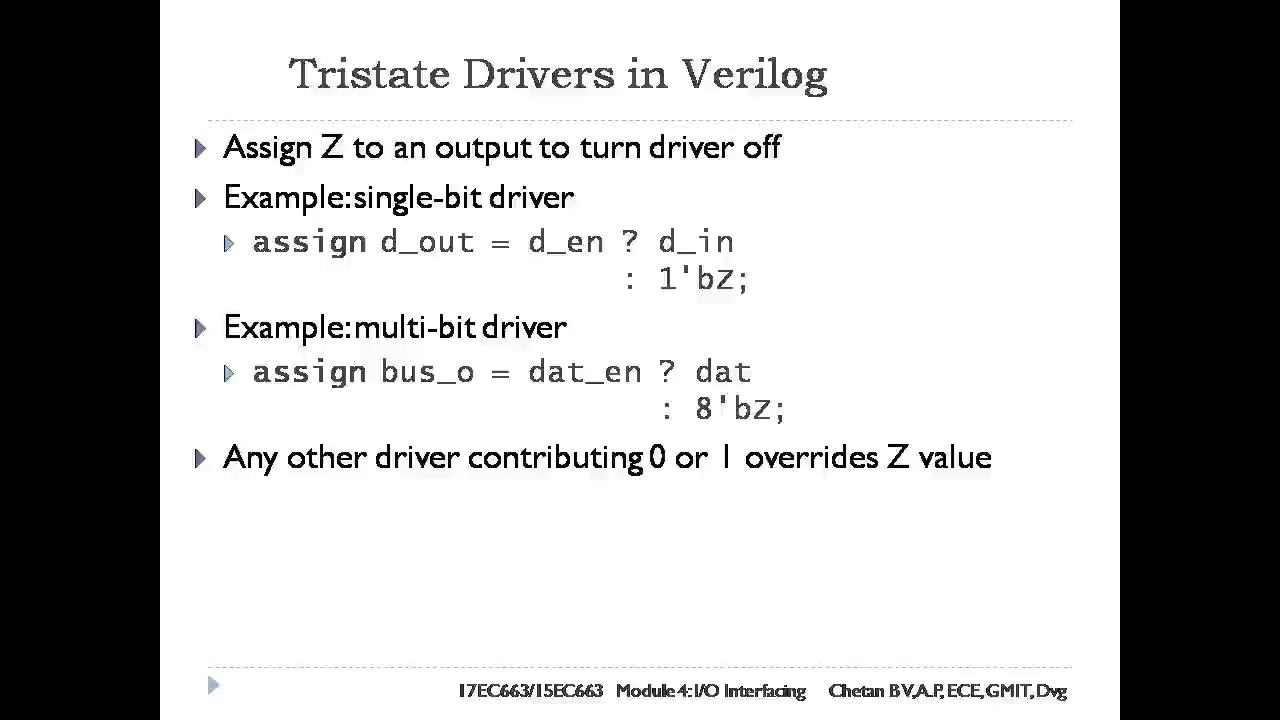 Tristate Drivers in Verilog
Assign Z to an output to turn driver off
Example: single-bit driver
assign d_out = d_en ? d_in
: 1'bZ;
Example: multi-bit driver
assign bus_o = dat_en ? dat
: 8'bZ;
Any other driver contributing 0 or 1 overrides Z value
17EC663/15EC663 Module 4: I/O Interfacing Chetan BV,A.P, ECE, GMIT, Dvg